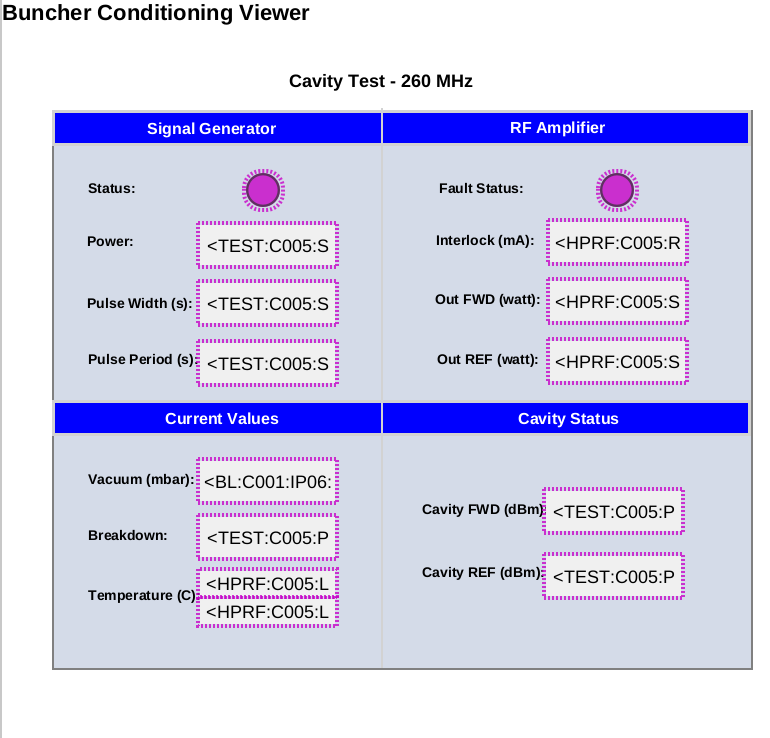 Buncher Conditioning Viewer
Cavity Test - 260 MHz
Signal Generator
Status:
Power: <TEST:C005:S
Pulse Width (s): <TEST:C005:S
Pulse Period (s): <TEST:C005:S
RF Amplifier
Fault Status:
Interlock (mA): <HPRF:C005:R
Out FWD (watt): <HPRF:C005:S
Out REF (watt): <HPRF:C005:S
Current Values
Vacuum (mbar): <BL:C001:IP06:
Breakdown: <TEST:C005:P
Temperature (C) <HPRF:C005:L
<HPRF:C005:L
Cavity Status
Cavity FWD (dBm) <TEST:C005:P
Cavity REF (dBm) <TEST:C005:P